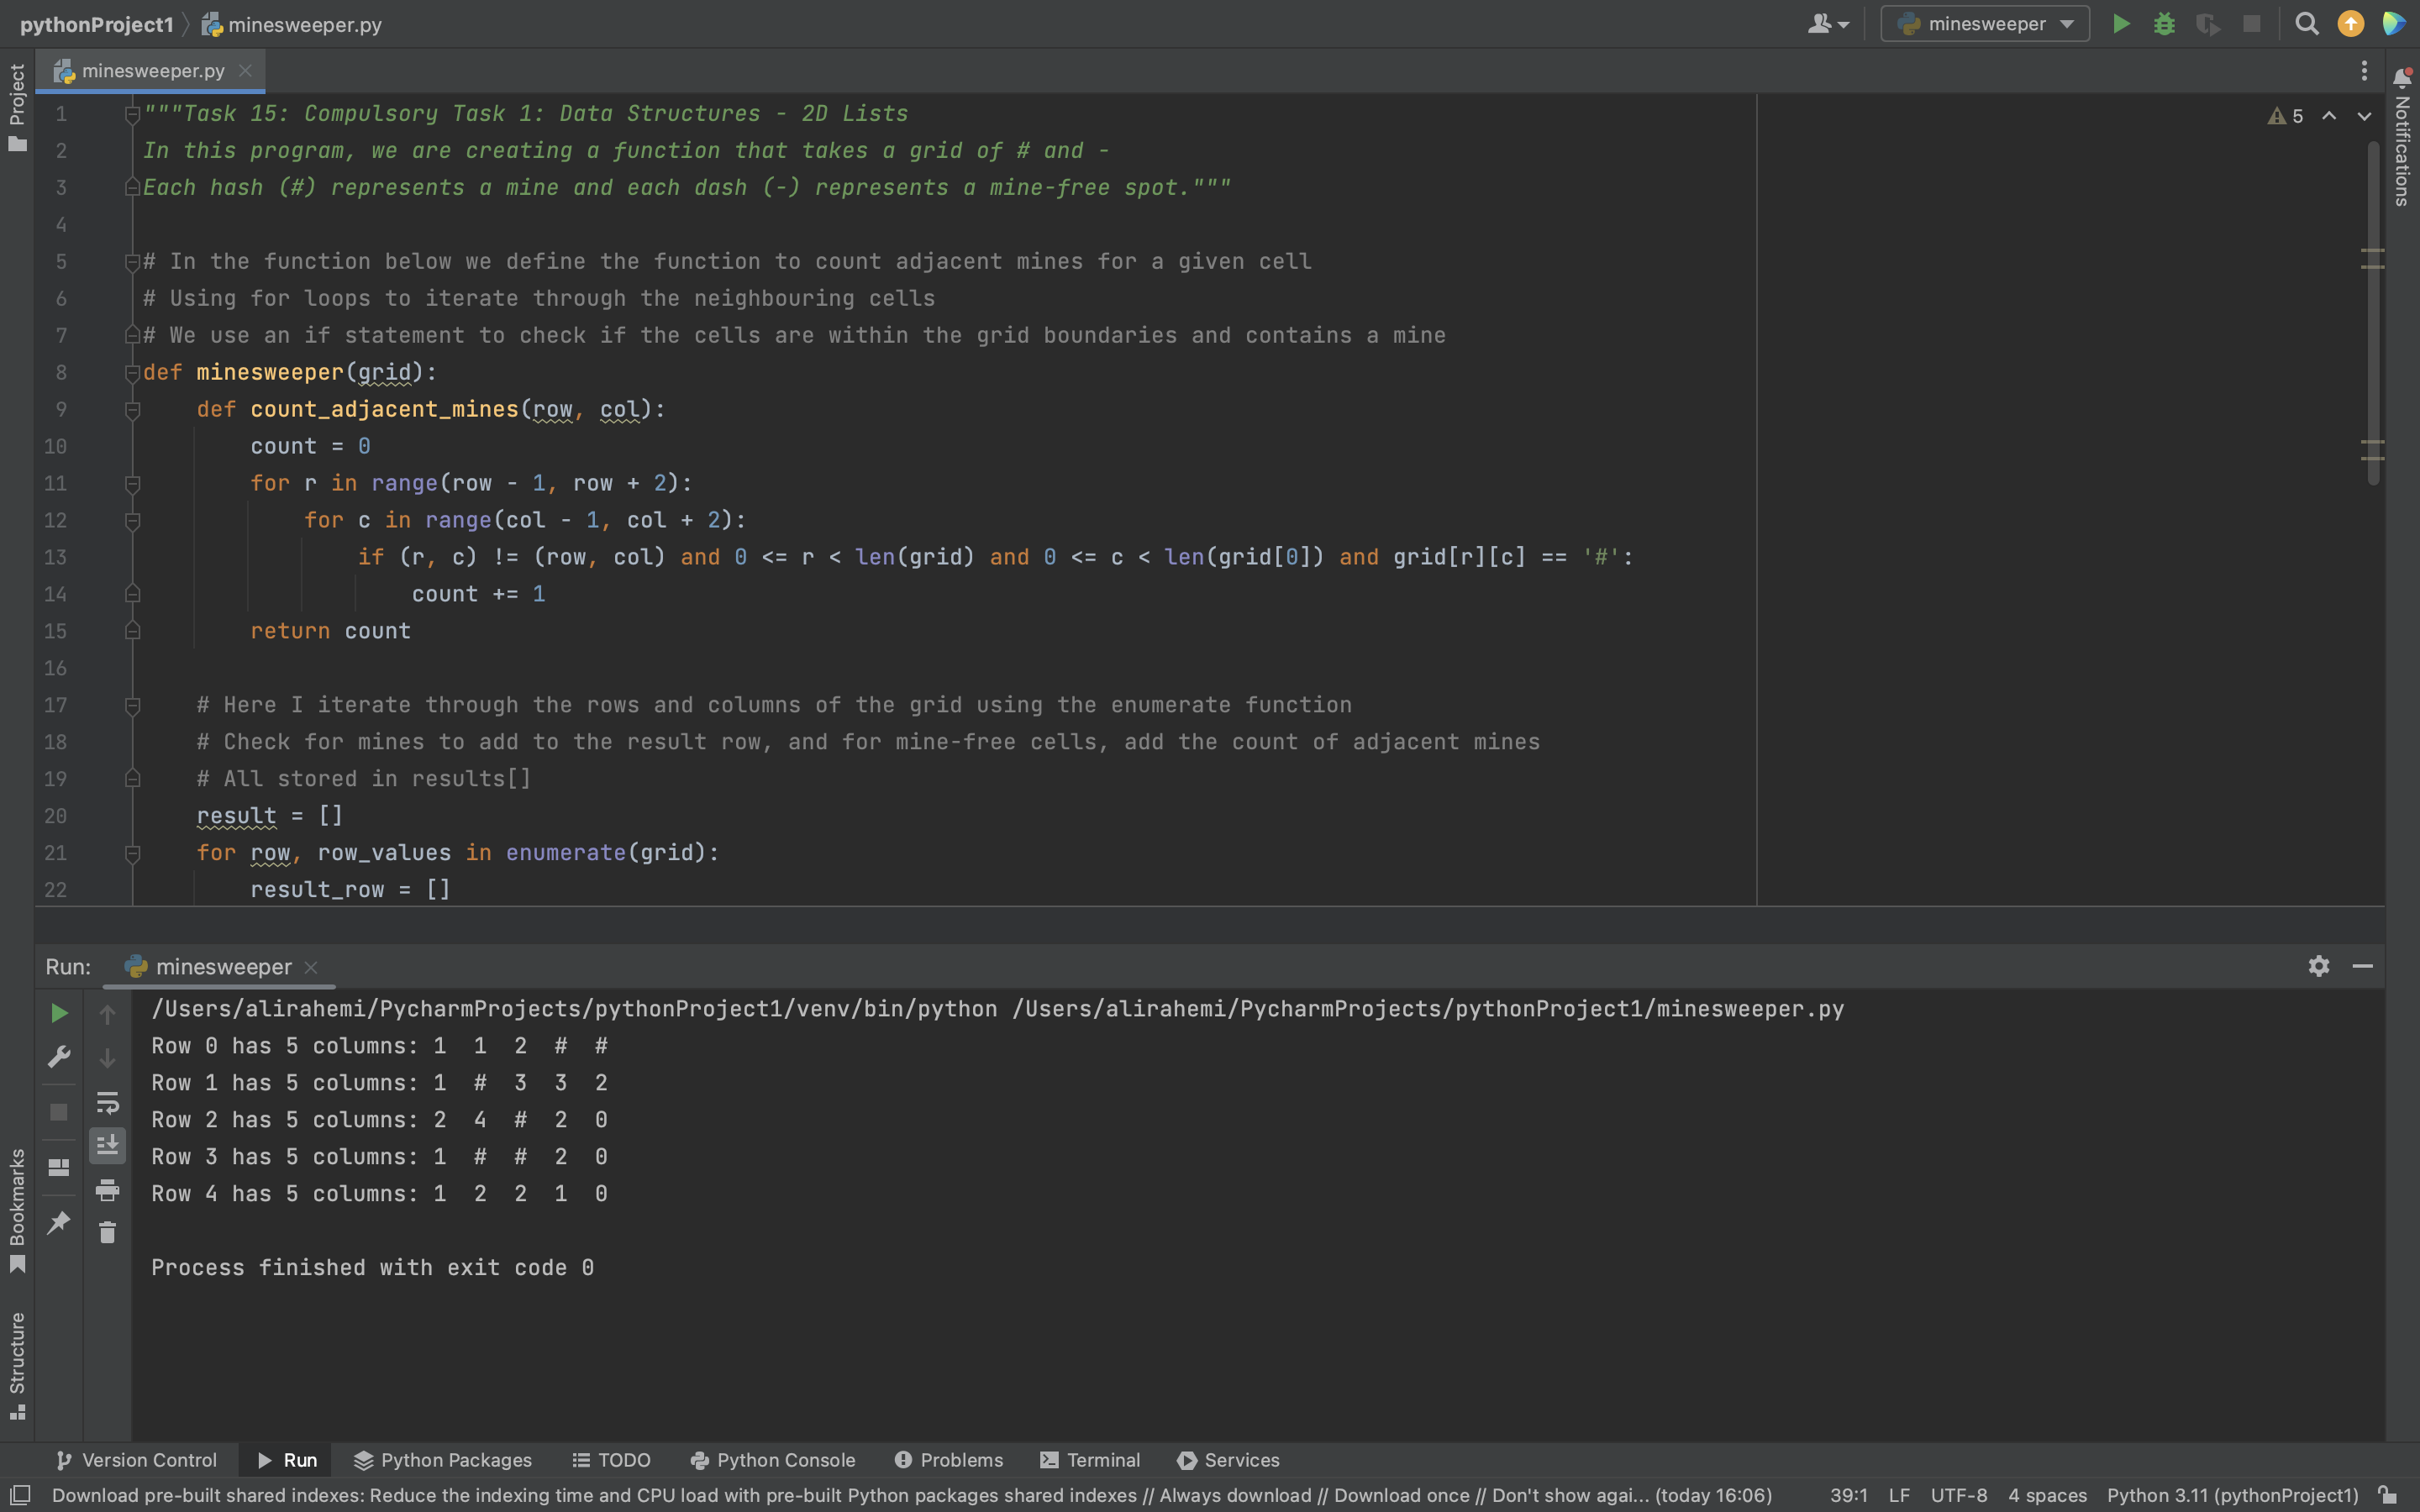 pythonProject1 minesweeper.py
minesweeper
minesweeper.py
Project
Notifications
5
1 """Task 15: Compulsory Task 1: Data Structures - 2D Lists
2 In this program, we are creating a function that takes a grid of # and -
3 Each hash (#) represents a mine and each dash (-) represents a mine-free spot."""
4
5 # In the function below we define the function to count adjacent mines for a given cell
6 # Using for loops to iterate through the neighbouring cells
7 # We use an if statement to check if the cells are within the grid boundaries and contains a mine
8 def minesweeper(grid):
9     def count_adjacent_mines(row, col):
10         count = 0
11         for r in range(row - 1, row + 2):
12             for c in range(col - 1, col + 2):
13                 if (r, c) != (row, col) and 0 <= r < len(grid) and 0 <= c < len(grid[0]) and grid[r][c] == '#':
14                     count += 1
15         return count
16
17     # Here I iterate through the rows and columns of the grid using the enumerate function
18     # Check for mines to add to the result row, and for mine-free cells, add the count of adjacent mines
19     # All stored in results[]
20     result = []
21     for row, row_values in enumerate(grid):
22         result_row = []
Run: minesweeper
/Users/alirahemi/PycharmProjects/pythonProject1/venv/bin/python /Users/alirahemi/PycharmProjects/pythonProject1/minesweeper.py
Row 0 has 5 columns: 1  1  2  #  #
Row 1 has 5 columns: 1  #  3  3  2
Row 2 has 5 columns: 2  4  #  2  0
Row 3 has 5 columns: 1  #  #  2  0
Row 4 has 5 columns: 1  2  2  1  0
Process finished with exit code 0
Bookmarks
Structure
Version Control Run Python Packages TODO Python Console Problems Terminal Services
Download pre-built shared indexes: Reduce the indexing time and CPU load with pre-built Python packages shared indexes // Always download // Download once // Don't show agai... (today 16:06) 39:1 LF UTF-8 4 spaces Python 3.11 (pythonProject1)